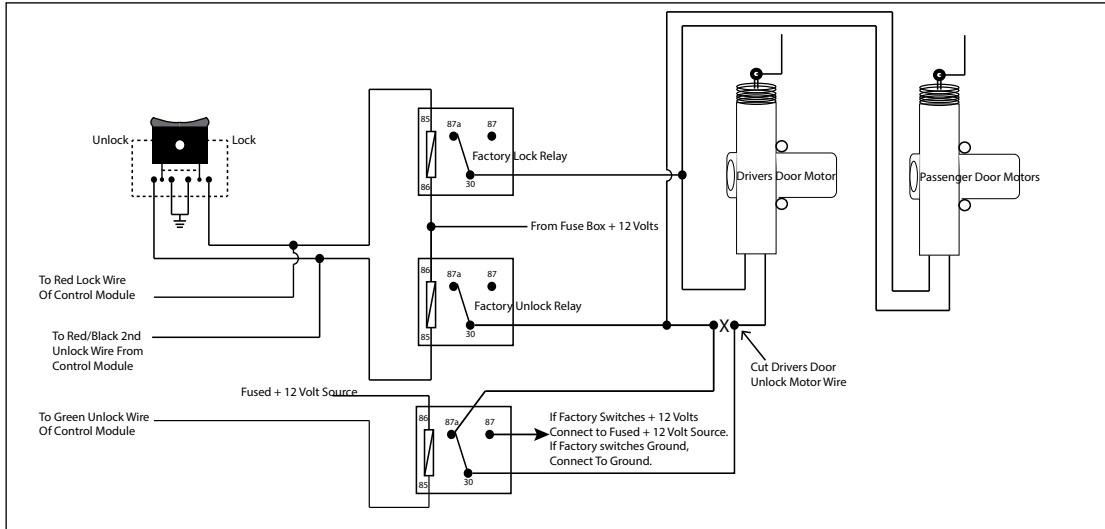 Unlock
Lock
85
87a
87
Factory Lock Relay
86
30
From Fuse Box + 12 Volts
86
87a
87
Factory Unlock Relay
85
30
Drivers Door Motor
Passenger Door Motors
To Red Lock Wire
Of Control Module
To Red/Black 2nd
Unlock Wire From
Control Module
X
Cut Drivers Door
Unlock Motor Wire
Fused + 12 Volt Source
To Green Unlock Wire
Of Control Module
86
87a
87
85
30
If Factory Switches + 12 Volts
Connect to Fused + 12 Volt Source.
If Factory switches Ground,
Connect To Ground.